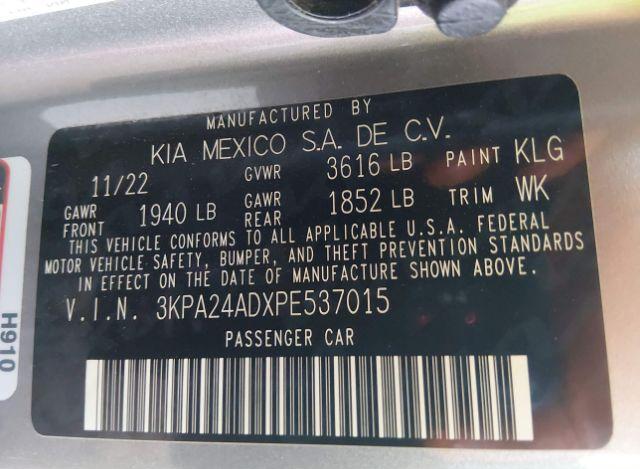 MANUFACTURED BY
KIA MEXICO S.A. DE C.V.
11/22 GVWR 3616 LB PAINT KLG
GAWR FRONT 1940 LB GAWR REAR 1852 LB TRIM WK
THIS VEHICLE CONFORMS TO ALL APPLICABLE U.S.A. FEDERAL
MOTOR VEHICLE SAFETY, BUMPER, AND THEFT PREVENTION STANDARDS
IN EFFECT ON THE DATE OF MANUFACTURE SHOWN ABOVE.
V.I.N. 3KPA24ADXPE537015
PASSENGER CAR
H910